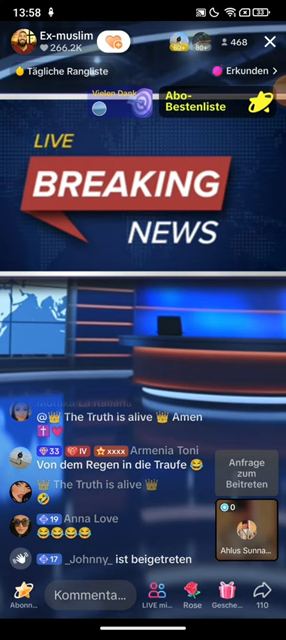 13:58
33
Ex-muslim
266.2K
60+
80+
468
Tägliche Rangliste
Erkunden >
Vielen Dank
Abo-
Bestenliste
LIVE
BREAKING
NEWS
@👑 The Truth is alive 👑 Amen
✝️💗
33 IV xxxx Armenia Toni
Von dem Regen in die Traufe 😂
👑 The Truth is alive 👑
🤣
19 Anna Love
😂😂😂😂
17 _Johnny_ ist beigetreten
Anfrage
zum
Beitreten
0
Ahlus Sunna...
Abonn...
Kommenta...
LIVE mi...
Rose
Gesche...
110